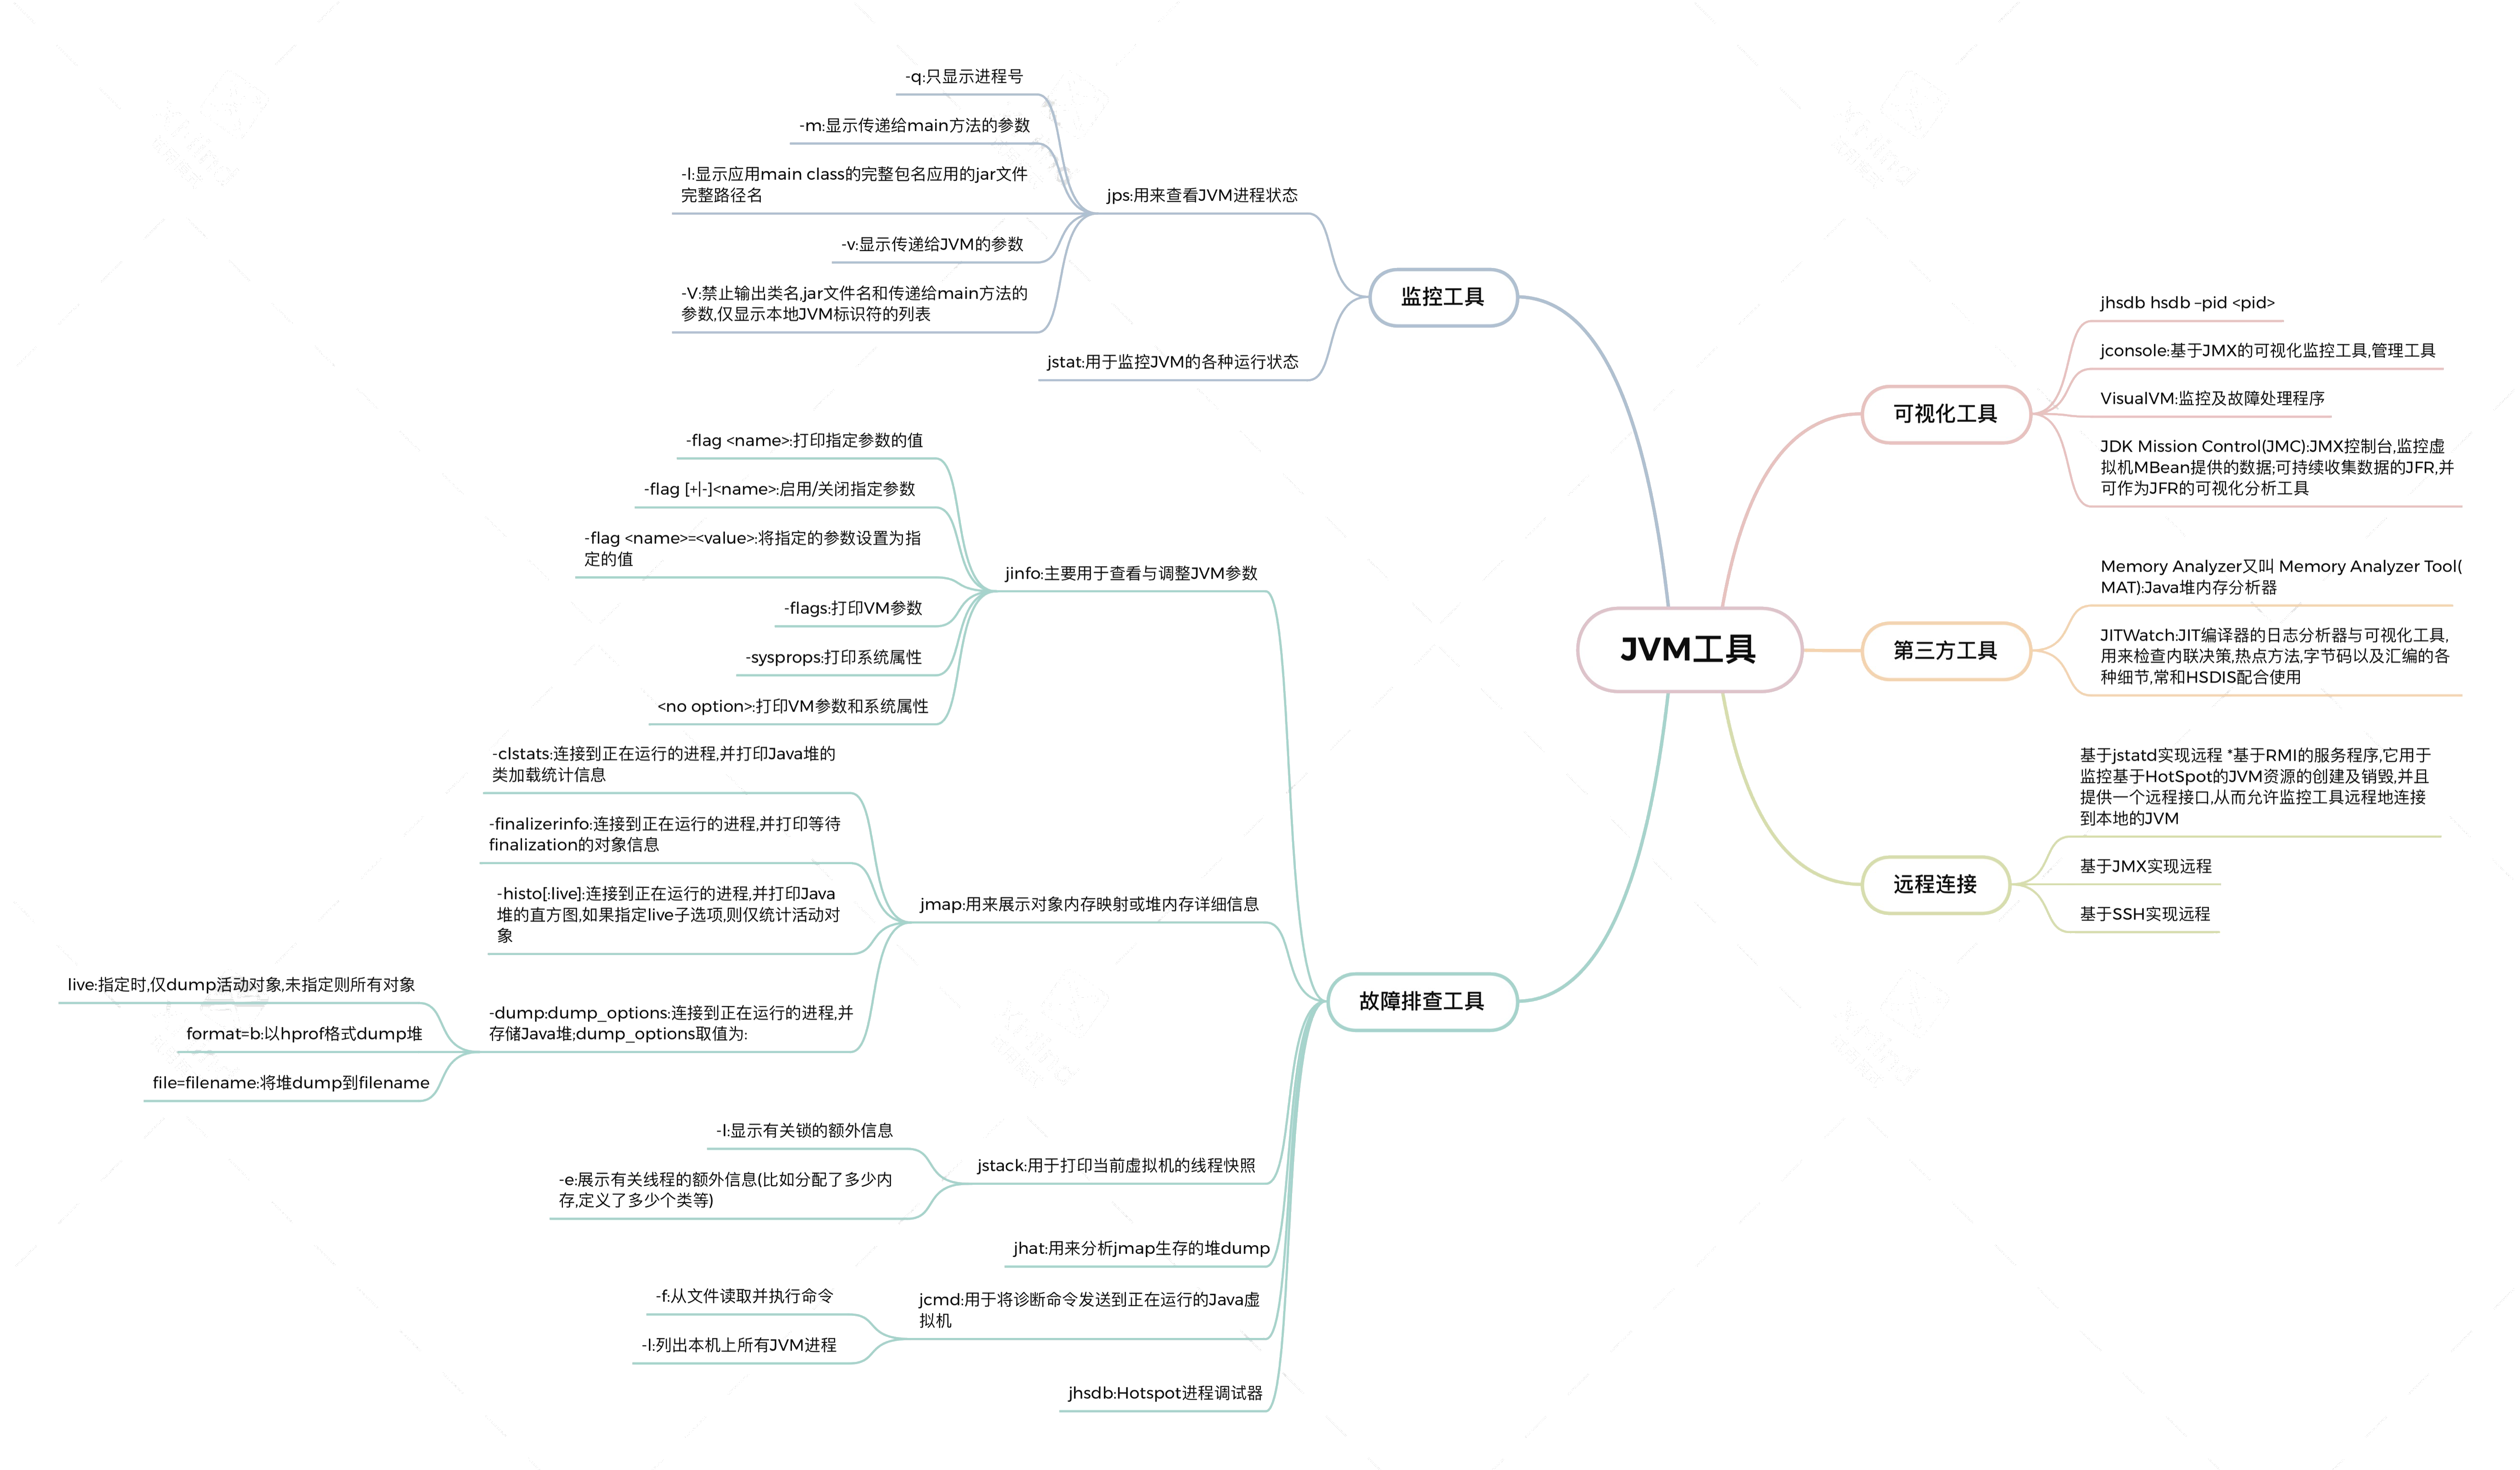 JVM工具
监控工具
jps:用来查看JVM进程状态
-q:只显示进程号
-m:显示传递给main方法的参数
-l:显示应用main class的完整包名应用的jar文件
完整路径名
-v:显示传递给JVM的参数
-V:禁止输出类名,jar文件名和传递给main方法的
参数,仅显示本地JVM标识符的列表
jstat:用于监控JVM的各种运行状态
故障排查工具
jinfo:主要用于查看与调整JVM参数
-flag <name>:打印指定参数的值
-flag [+|-]<name>:启用/关闭指定参数
-flag <name>=<value>:将指定的参数设置为指
定的值
-flags:打印VM参数
-sysprops:打印系统属性
<no option>:打印VM参数和系统属性
jmap:用来展示对象内存映射或堆内存详细信息
-clstats:连接到正在运行的进程,并打印Java堆的
类加载统计信息
-finalizerinfo:连接到正在运行的进程,并打印等待
finalization的对象信息
-histo[:live]:连接到正在运行的进程,并打印Java
堆的直方图,如果指定live子选项,则仅统计活动对
象
-dump:dump_options:连接到正在运行的进程,并
存储Java堆;dump_options取值为:
live:指定时,仅dump活动对象,未指定则所有对象
format=b:以hprof格式dump堆
file=filename:将堆dump到filename
jstack:用于打印当前虚拟机的线程快照
-l:显示有关锁的额外信息
-e:展示有关线程的额外信息(比如分配了多少内
存,定义了多少个类等)
jhat:用来分析jmap生存的堆dump
jcmd:用于将诊断命令发送到正在运行的Java虚
拟机
-f:从文件读取并执行命令
-l:列出本机上所有JVM进程
jhsdb:Hotspot进程调试器
可视化工具
jhsdb hsdb –pid <pid>
jconsole:基于JMX的可视化监控工具,管理工具
VisualVM:监控及故障处理程序
JDK Mission Control(JMC):JMX控制台,监控虚
拟机MBean提供的数据;可持续收集数据的JFR,并
可作为JFR的可视化分析工具
第三方工具
Memory Analyzer又叫 Memory Analyzer Tool(
MAT):Java堆内存分析器
JITWatch:JIT编译器的日志分析器与可视化工具,
用来检查内联决策,热点方法,字节码以及汇编的各
种细节,常和HSDIS配合使用
远程连接
基于jstatd实现远程 *基于RMI的服务程序,它用于
监控基于HotSpot的JVM资源的创建及销毁,并且
提供一个远程接口,从而允许监控工具远程地连接
到本地的JVM
基于JMX实现远程
基于SSH实现远程